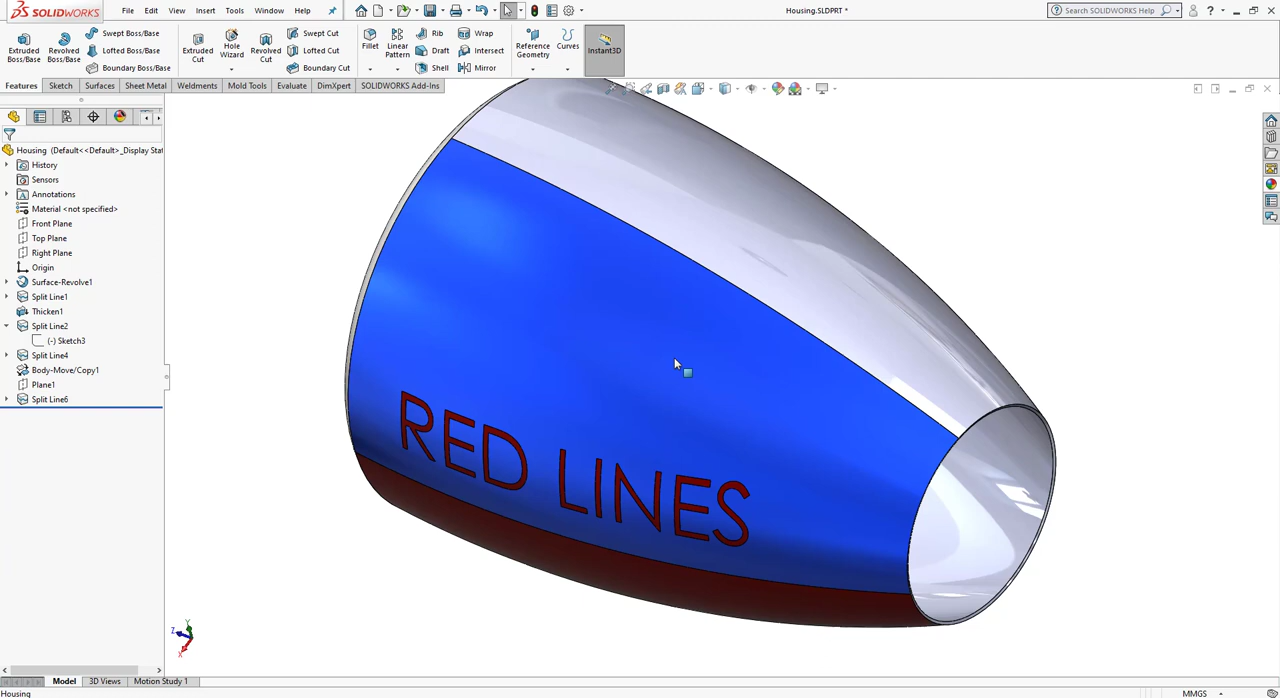 SOLIDWORKS
File Edit View Insert Tools Window Help
Housing.SLDPRT *
Search SOLIDWORKS Help
Extruded Boss/Base
Revolved Boss/Base
Swept Boss/Base
Lofted Boss/Base
Boundary Boss/Base
Extruded Cut
Hole Wizard
Revolved Cut
Swept Cut
Lofted Cut
Boundary Cut
Fillet
Linear Pattern
Rib
Draft
Shell
Wrap
Intersect
Mirror
Reference Geometry
Curves
Instant3D
Features Sketch Surfaces Sheet Metal Weldments Mold Tools Evaluate DimXpert SOLIDWORKS Add-Ins
Housing (Default<<Default>_Display Stat
History
Sensors
Annotations
Material <not specified>
Front Plane
Top Plane
Right Plane
Origin
Surface-Revolve1
Split Line1
Thicken1
Split Line2
(-) Sketch3
Split Line4
Body-Move/Copy1
Plane1
Split Line6
RED LINES
Y
Z
X
Model 3D Views Motion Study 1
Housing
MMGS